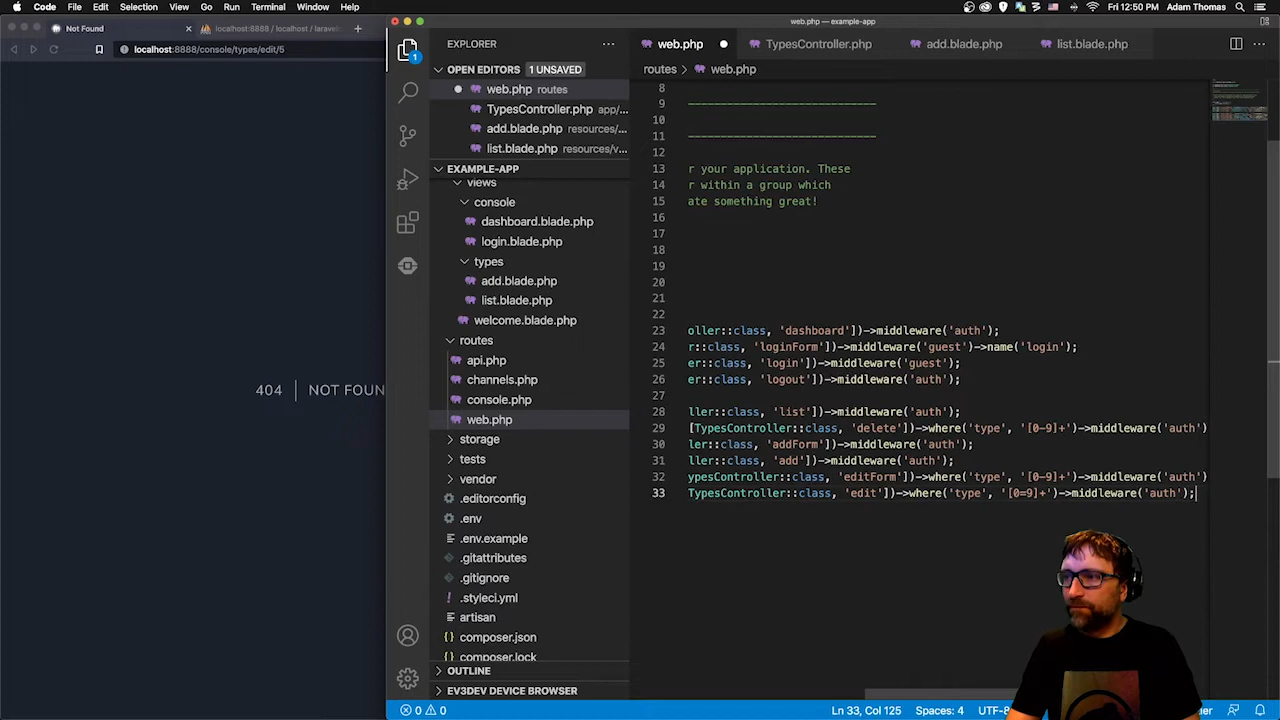 Code File Edit Selection View Go Run Terminal Window Help
Fri 12:50 PM Adam Thomas
Not Found
localhost:8888 / localhost / larave
localhost:8888/console/types/edit/5
404 NOT FOUN
web.php — example-app
EXPLORER
OPEN EDITORS 1 UNSAVED
web.php routes
TypesController.php app/...
add.blade.php resources/...
list.blade.php resources/v...
EXAMPLE-APP
views
console
dashboard.blade.php
login.blade.php
types
add.blade.php
list.blade.php
welcome.blade.php
routes
api.php
channels.php
console.php
web.php
storage
tests
vendor
.editorconfig
.env
.env.example
.gitattributes
.gitignore
.styleci.yml
artisan
composer.json
composer.lock
OUTLINE
EV3DEV DEVICE BROWSER
1
web.php TypesController.php add.blade.php list.blade.php
routes > web.php
8
9 -----------------------------
10
11 -----------------------------
12
13 r your application. These
14 r within a group which
15 ate something great!
16
17
18
19
20
21
22
23 oller::class, 'dashboard'])->middleware('auth');
24 r::class, 'loginForm'])->middleware('guest')->name('login');
25 er::class, 'login'])->middleware('guest');
26 er::class, 'logout'])->middleware('auth');
27
28 ller::class, 'list'])->middleware('auth');
29 [TypesController::class, 'delete'])->where('type', '[0-9]+')->middleware('auth')
30 ler::class, 'addForm'])->middleware('auth');
31 ller::class, 'add'])->middleware('auth');
32 ypesController::class, 'editForm'])->where('type', '[0-9]+')->middleware('auth')
33 TypesController::class, 'edit'])->where('type', '[0=9]+')->middleware('auth');
0 0
Ln 33, Col 125 Spaces: 4 UTF-8